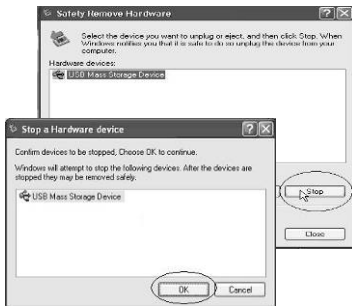 Safely Remove Hardware
Select the device you want to unplug or eject, and then click Stop. When
Windows notifies you that it is safe to do so unplug the device from your
computer.
Hardware devices:
USB Mass Storage Device
Stop
Close
Stop a Hardware device
Confirm devices to be stopped, Choose OK to continue.
Windows will attempt to stop the following devices. After the devices are
stopped they may be removed safely.
USB Mass Storage Device
OK
Cancel